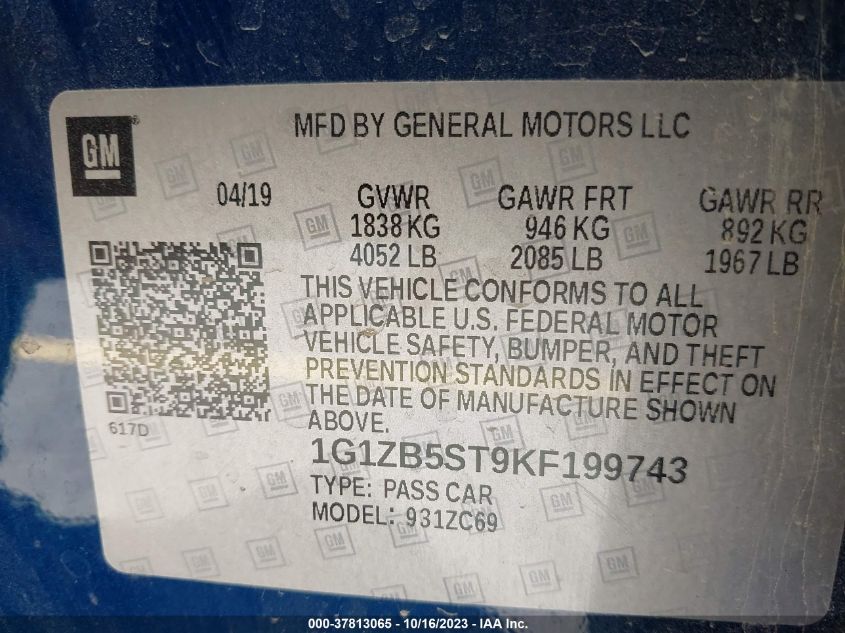 GM
MFD BY GENERAL MOTORS LLC
04/19 GVWR GAWR FRT GAWR RR
1838 KG 946 KG 892 KG
4052 LB 2085 LB 1967 LB
THIS VEHICLE CONFORMS TO ALL
APPLICABLE U.S. FEDERAL MOTOR
VEHICLE SAFETY, BUMPER, AND THEFT
PREVENTION STANDARDS IN EFFECT ON
THE DATE OF MANUFACTURE SHOWN
ABOVE.
617D
1G1ZB5ST9KF199743
TYPE: PASS CAR
MODEL: 931ZC69
000-37813065 - 10/16/2023 - IAA Inc.